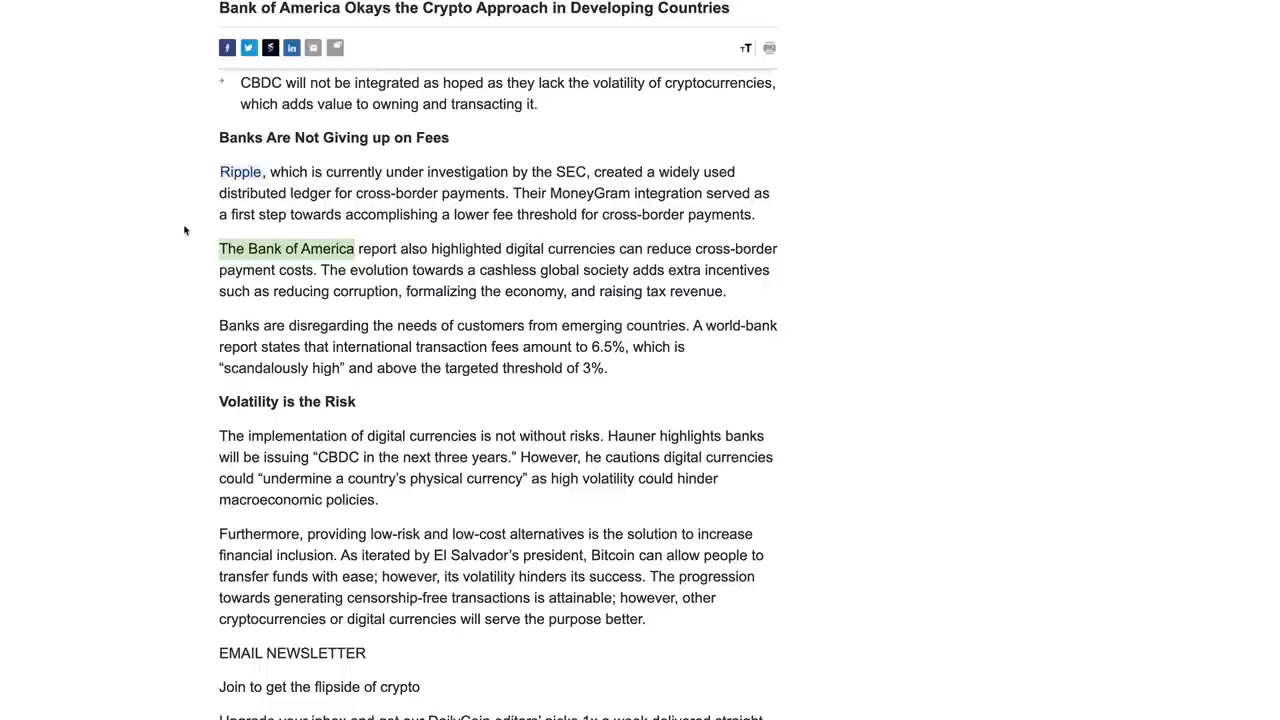 Bank of America Okays the Crypto Approach in Developing Countries
CBDC will not be integrated as hoped as they lack the volatility of cryptocurrencies,
which adds value to owning and transacting it.
Banks Are Not Giving up on Fees
Ripple, which is currently under investigation by the SEC, created a widely used
distributed ledger for cross-border payments. Their MoneyGram integration served as
a first step towards accomplishing a lower fee threshold for cross-border payments.
The Bank of America report also highlighted digital currencies can reduce cross-border
payment costs. The evolution towards a cashless global society adds extra incentives
such as reducing corruption, formalizing the economy, and raising tax revenue.
Banks are disregarding the needs of customers from emerging countries. A world-bank
report states that international transaction fees amount to 6.5%, which is
“scandalously high” and above the targeted threshold of 3%.
Volatility is the Risk
The implementation of digital currencies is not without risks. Hauner highlights banks
will be issuing “CBDC in the next three years.” However, he cautions digital currencies
could “undermine a country’s physical currency” as high volatility could hinder
macroeconomic policies.
Furthermore, providing low-risk and low-cost alternatives is the solution to increase
financial inclusion. As iterated by El Salvador’s president, Bitcoin can allow people to
transfer funds with ease; however, its volatility hinders its success. The progression
towards generating censorship-free transactions is attainable; however, other
cryptocurrencies or digital currencies will serve the purpose better.
EMAIL NEWSLETTER
Join to get the flipside of crypto
Upgrade your inbox and get our DailyCoin editors’ picks 1x a week delivered straight